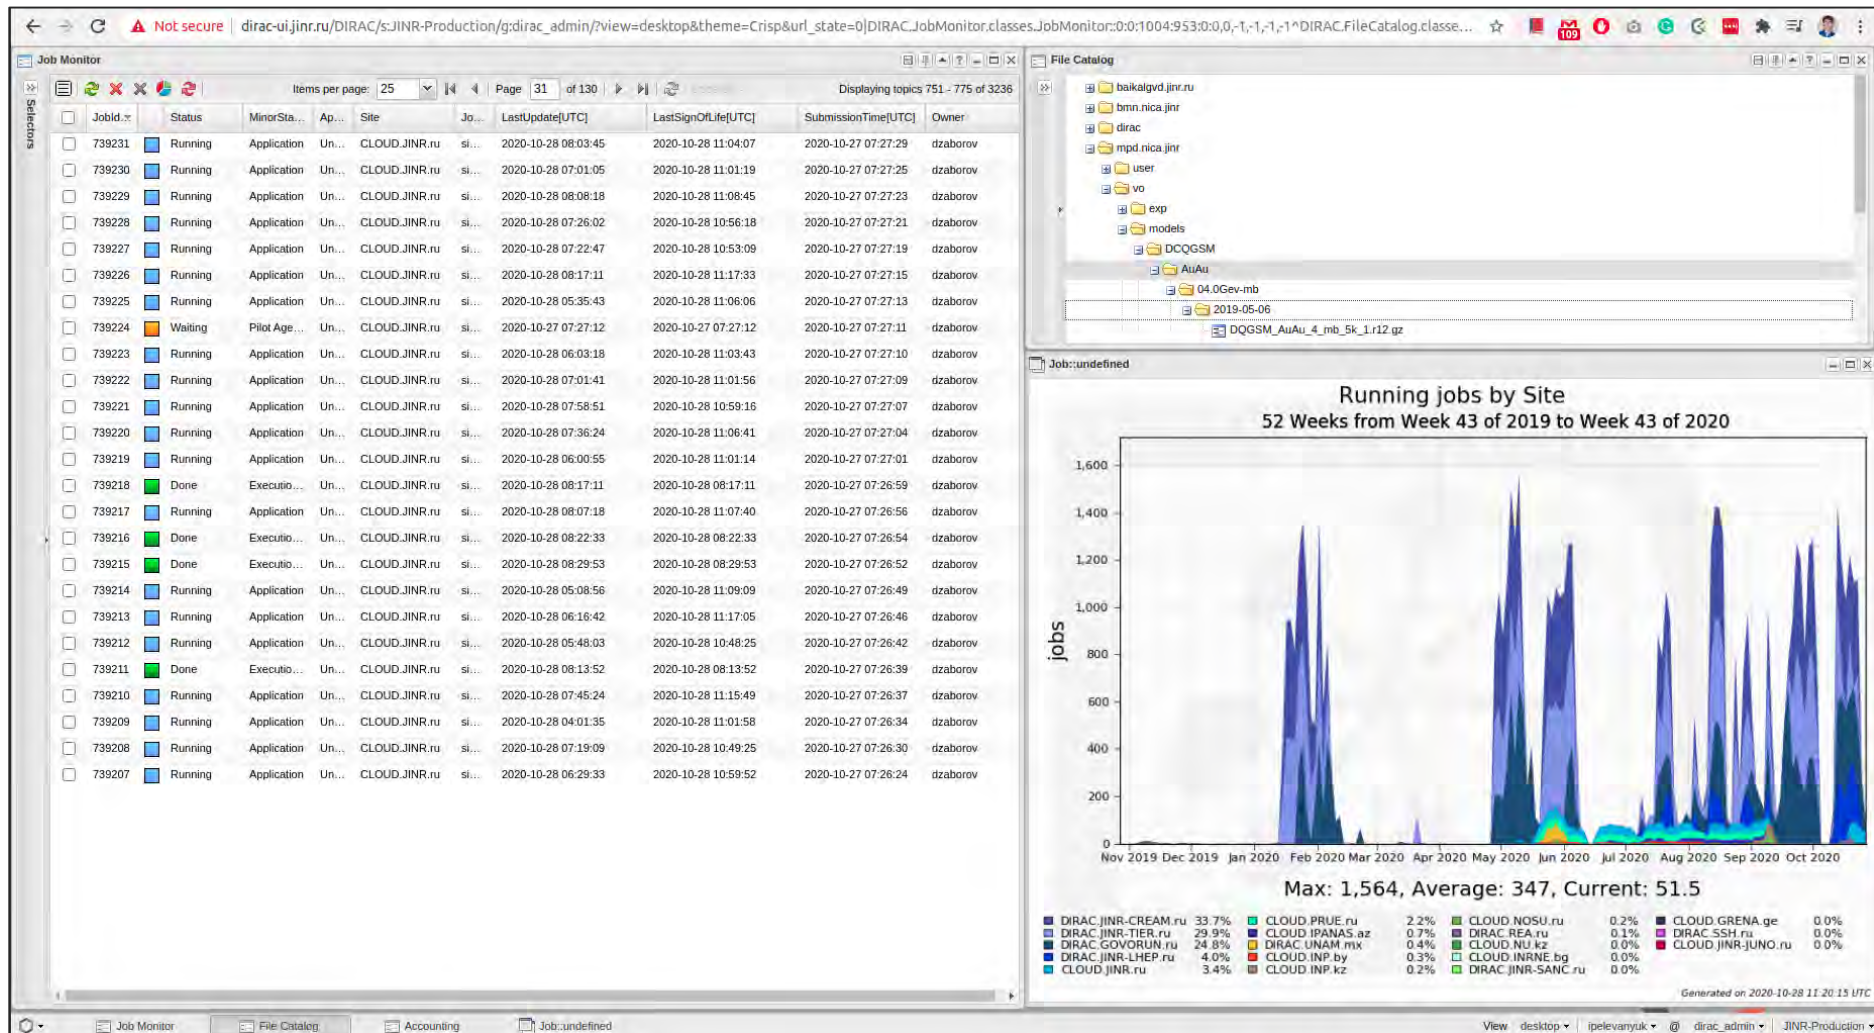 Not secure | dirac-ui.jinr.ru/DIRAC/s:JINR-Production/g:dirac_admin/?view=desktop&theme=Crisp&url_state=0|DIRAC.JobMonitor.classes.JobMonitor::0:0:1004:953:0:0,0,-1,-1,-1,-1^DIRAC.FileCatalog.classe...
109
Job Monitor
Selectors
Items per page: 25 Page 31 of 130 Displaying topics 751 - 775 of 3236
JobId... Status MinorSta... Ap... Site Jo... LastUpdate[UTC] LastSignOfLife[UTC] SubmissionTime[UTC] Owner
739231 Running Application Un... CLOUD.JINR.ru si... 2020-10-28 08:03:45 2020-10-28 11:04:07 2020-10-27 07:27:29 dzaborov
739230 Running Application Un... CLOUD.JINR.ru si... 2020-10-28 07:01:05 2020-10-28 11:01:19 2020-10-27 07:27:25 dzaborov
739229 Running Application Un... CLOUD.JINR.ru si... 2020-10-28 08:08:18 2020-10-28 11:08:45 2020-10-27 07:27:23 dzaborov
739228 Running Application Un... CLOUD.JINR.ru si... 2020-10-28 07:26:02 2020-10-28 10:56:18 2020-10-27 07:27:21 dzaborov
739227 Running Application Un... CLOUD.JINR.ru si... 2020-10-28 07:22:47 2020-10-28 10:53:09 2020-10-27 07:27:19 dzaborov
739226 Running Application Un... CLOUD.JINR.ru si... 2020-10-28 08:17:11 2020-10-28 11:17:33 2020-10-27 07:27:15 dzaborov
739225 Running Application Un... CLOUD.JINR.ru si... 2020-10-28 05:35:43 2020-10-28 11:06:06 2020-10-27 07:27:13 dzaborov
739224 Waiting Pilot Age... Un... CLOUD.JINR.ru si... 2020-10-27 07:27:12 2020-10-27 07:27:12 2020-10-27 07:27:11 dzaborov
739223 Running Application Un... CLOUD.JINR.ru si... 2020-10-28 06:03:18 2020-10-28 11:03:43 2020-10-27 07:27:10 dzaborov
739222 Running Application Un... CLOUD.JINR.ru si... 2020-10-28 07:01:41 2020-10-28 11:01:56 2020-10-27 07:27:09 dzaborov
739221 Running Application Un... CLOUD.JINR.ru si... 2020-10-28 07:58:51 2020-10-28 10:59:16 2020-10-27 07:27:07 dzaborov
739220 Running Application Un... CLOUD.JINR.ru si... 2020-10-28 07:36:24 2020-10-28 11:06:41 2020-10-27 07:27:04 dzaborov
739219 Running Application Un... CLOUD.JINR.ru si... 2020-10-28 06:00:55 2020-10-28 11:01:14 2020-10-27 07:27:01 dzaborov
739218 Done Executio... Un... CLOUD.JINR.ru si... 2020-10-28 08:17:11 2020-10-28 08:17:11 2020-10-27 07:26:59 dzaborov
739217 Running Application Un... CLOUD.JINR.ru si... 2020-10-28 08:07:18 2020-10-28 11:07:40 2020-10-27 07:26:56 dzaborov
739216 Done Executio... Un... CLOUD.JINR.ru si... 2020-10-28 08:22:33 2020-10-28 08:22:33 2020-10-27 07:26:54 dzaborov
739215 Done Executio... Un... CLOUD.JINR.ru si... 2020-10-28 08:29:53 2020-10-28 08:29:53 2020-10-27 07:26:52 dzaborov
739214 Running Application Un... CLOUD.JINR.ru si... 2020-10-28 05:08:56 2020-10-28 11:09:09 2020-10-27 07:26:49 dzaborov
739213 Running Application Un... CLOUD.JINR.ru si... 2020-10-28 06:16:42 2020-10-28 11:17:05 2020-10-27 07:26:46 dzaborov
739212 Running Application Un... CLOUD.JINR.ru si... 2020-10-28 05:48:03 2020-10-28 10:48:25 2020-10-27 07:26:42 dzaborov
739211 Done Executio... Un... CLOUD.JINR.ru si... 2020-10-28 08:13:52 2020-10-28 08:13:52 2020-10-27 07:26:39 dzaborov
739210 Running Application Un... CLOUD.JINR.ru si... 2020-10-28 07:45:24 2020-10-28 11:15:49 2020-10-27 07:26:37 dzaborov
739209 Running Application Un... CLOUD.JINR.ru si... 2020-10-28 04:01:35 2020-10-28 11:01:58 2020-10-27 07:26:34 dzaborov
739208 Running Application Un... CLOUD.JINR.ru si... 2020-10-28 07:19:09 2020-10-28 10:49:25 2020-10-27 07:26:30 dzaborov
739207 Running Application Un... CLOUD.JINR.ru si... 2020-10-28 06:29:33 2020-10-28 10:59:52 2020-10-27 07:26:24 dzaborov
File Catalog
baikalgvd.jinr.ru
bmn.nica.jinr
dirac
mpd.nica.jinr
user
vo
exp
models
DCQGSM
AuAu
04.0Gev-mb
2019-05-06
DQGSM_AuAu_4_mb_5k_1.r12.gz
Job::undefined
Running jobs by Site
52 Weeks from Week 43 of 2019 to Week 43 of 2020
jobs
1,600
1,400
1,200
1,000
800
600
400
200
0
Nov 2019 Dec 2019 Jan 2020 Feb 2020 Mar 2020 Apr 2020 May 2020 Jun 2020 Jul 2020 Aug 2020 Sep 2020 Oct 2020
Max: 1,564, Average: 347, Current: 51.5
DIRAC.JINR-CREAM.ru 33.7% CLOUD.PRUE.ru 2.2% CLOUD.NOSU.ru 0.2% CLOUD.GRENA.ge 0.0%
DIRAC.JINR-TIER.ru 29.9% CLOUD.IPANAS.az 0.7% DIRAC.REA.ru 0.1% DIRAC.SSH.ru 0.0%
DIRAC.GOVORUN.ru 24.8% DIRAC.UNAM.mx 0.4% CLOUD.NU.kz 0.0% CLOUD.JINR-JUNO.ru 0.0%
DIRAC.JINR-LHEP.ru 4.0% CLOUD.INP.by 0.3% CLOUD.INRNE.bg 0.0%
CLOUD.JINR.ru 3.4% CLOUD.INP.kz 0.2% DIRAC.JINR-SANC.ru 0.0%
Generated on 2020-10-28 11:20:15 UTC
Job Monitor File Catalog Accounting Job::undefined View desktop ipelevanyuk @ dirac_admin JINR-Production